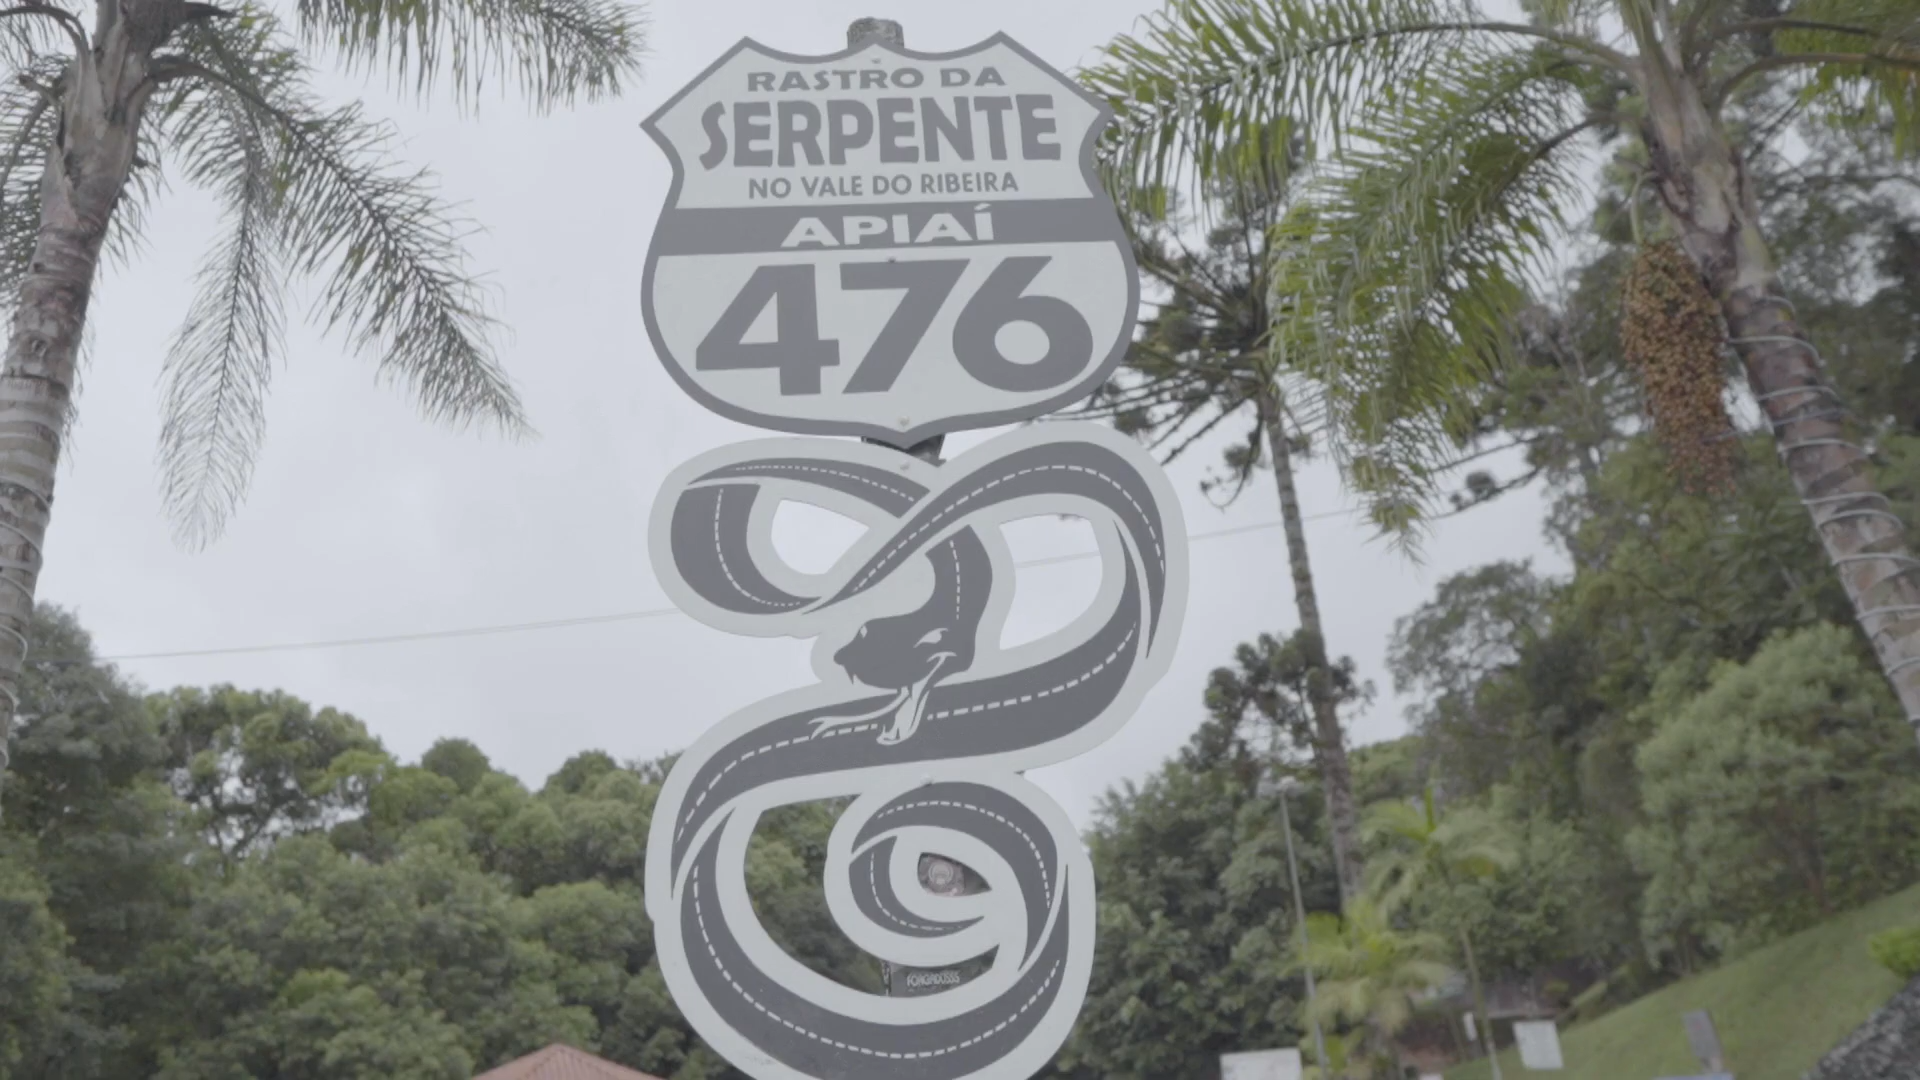 RASTRO DA
SERPENTE
NO VALE DO RIBEIRA
APIAÍ
476